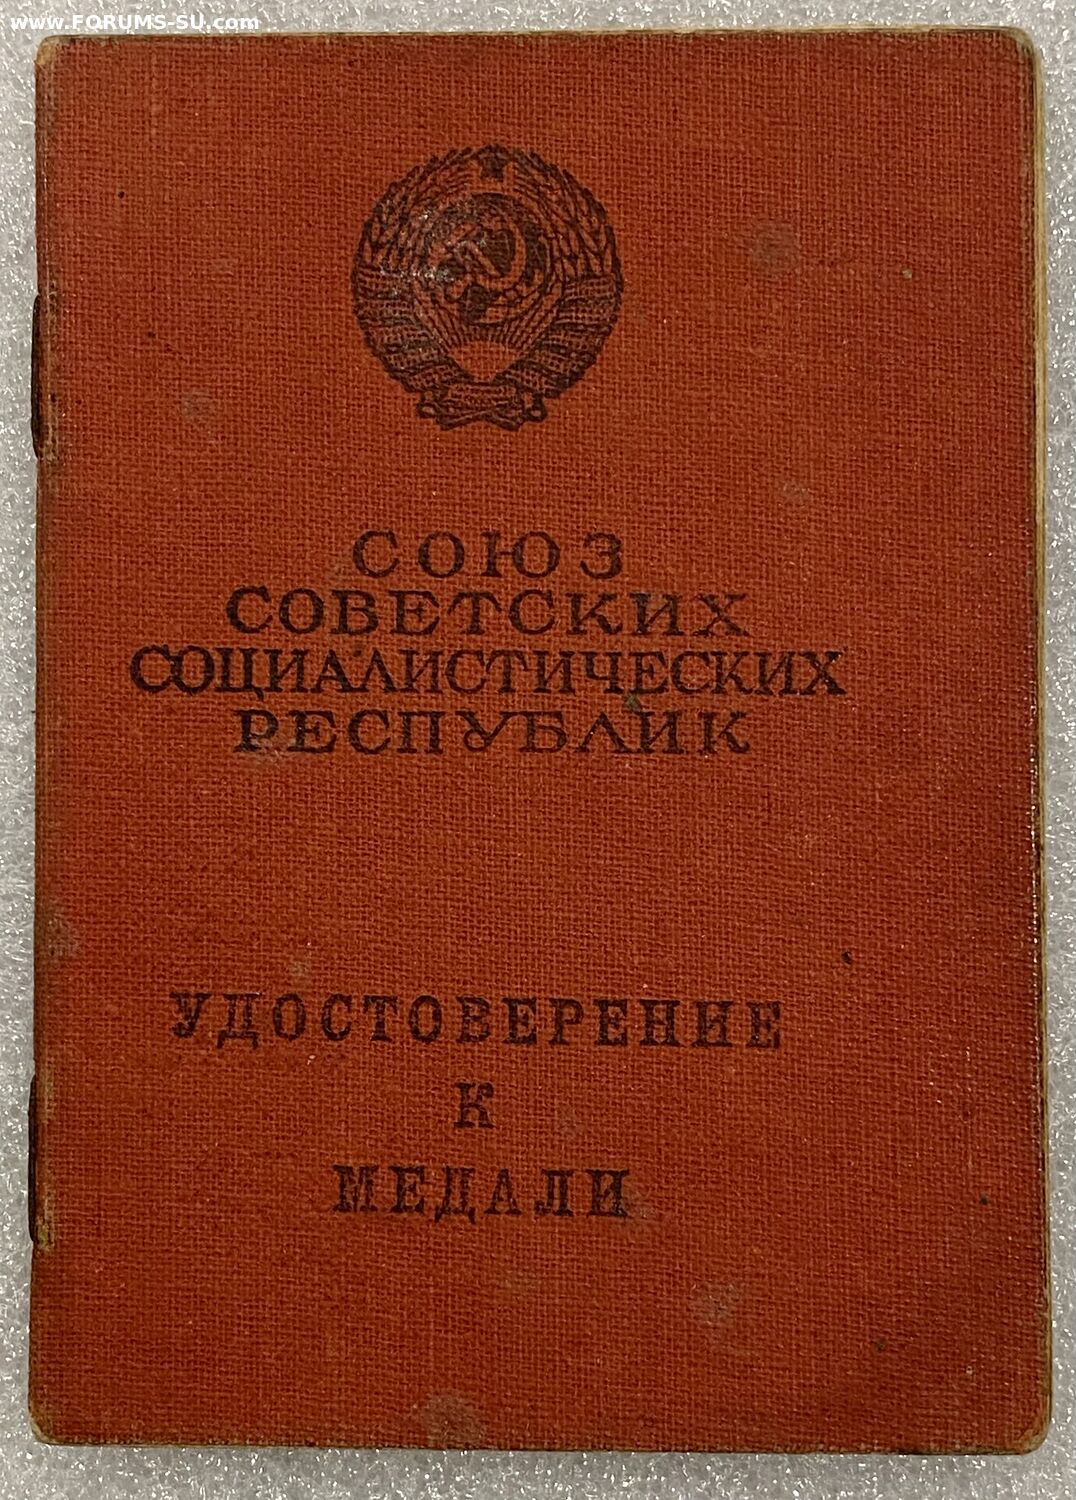 www.FORUMS-SU.com
СОЮЗ
СОВЕТСКИХ
СОЦИАЛИСТИЧЕСКИХ
РЕСПУБЛИК
УДОСТОВЕРЕНИЕ
К
МЕДАЛИ